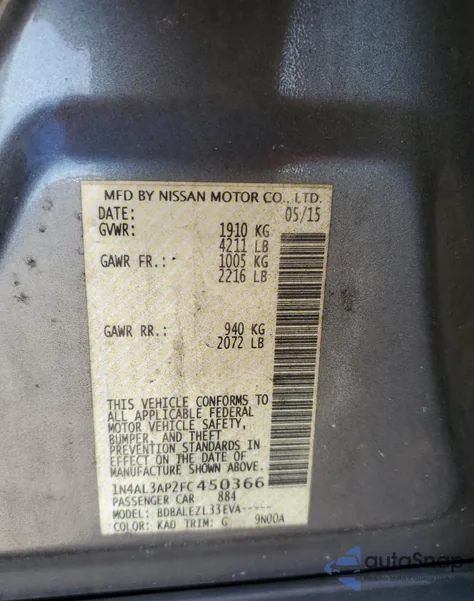 MFD BY NISSAN MOTOR CO., LTD.
DATE: 05/15
GVWR: 1910 KG
4211 LB
GAWR FR.: 1005 KG
2216 LB
GAWR RR.: 940 KG
2072 LB
THIS VEHICLE CONFORMS TO
ALL APPLICABLE FEDERAL
MOTOR VEHICLE SAFETY,
BUMPER, AND THEFT
PREVENTION STANDARDS IN
EFFECT ON THE DATE OF
MANUFACTURE SHOWN ABOVE.
1N4AL3AP2FC450366
PASSENGER CAR 884
MODEL: BDBALEZL33EVA-----
COLOR: KAD TRIM: G 9N00A
autoSnap